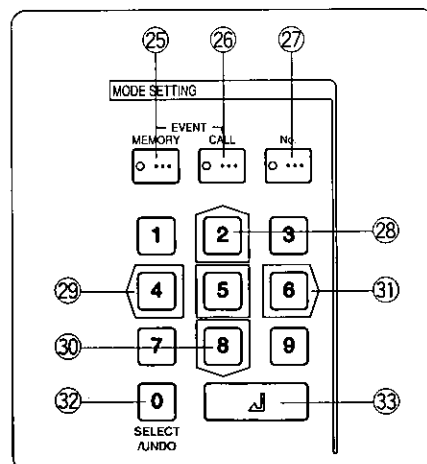 25 26 27
MODE SETTING
EVENT
MEMORY CALL No.
1 2 3 28
29 4 5 6 31
30 7 8 9
32 0 33
SELECT
/UNDO